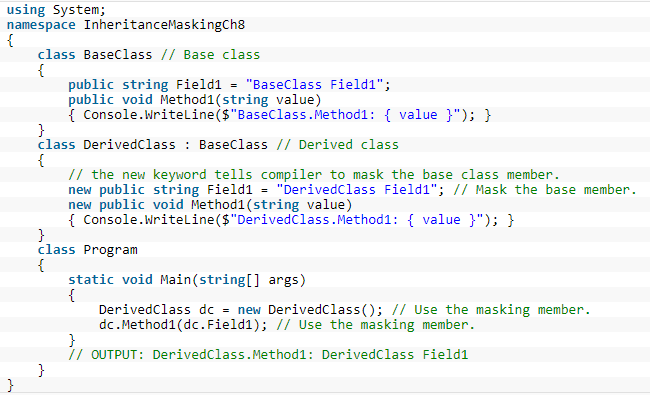 using System;
namespace InheritanceMaskingCh8
{
    class BaseClass // Base class
    {
        public string Field1 = "BaseClass Field1";
        public void Method1(string value)
        { Console.WriteLine($"BaseClass.Method1: { value }"); }
    }
    class DerivedClass : BaseClass // Derived class
    {
        // the new keyword tells compiler to mask the base class member.
        new public string Field1 = "DerivedClass Field1"; // Mask the base member.
        new public void Method1(string value)
        { Console.WriteLine($"DerivedClass.Method1: { value }"); }
    }
    class Program
    {
        static void Main(string[] args)
        {
            DerivedClass dc = new DerivedClass(); // Use the masking member.
            dc.Method1(dc.Field1); // Use the masking member.
        }
        // OUTPUT: DerivedClass.Method1: DerivedClass Field1
    }
}